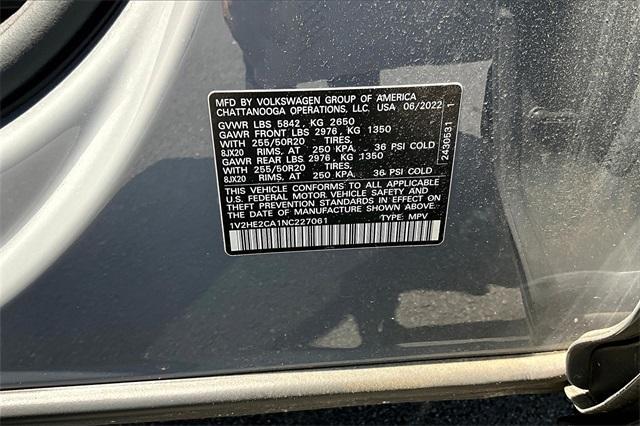 MFD BY VOLKSWAGEN GROUP OF AMERICA
CHATTANOOGA OPERATIONS, LLC. USA 06/2022
GVWR LBS 5842, KG 2650
GAWR FRONT LBS 2976, KG 1350
WITH 255/50R20 TIRES,
8JX20 RIMS, AT 250 KPA, 36 PSI COLD
GAWR REAR LBS 2976, KG 1350
WITH 255/50R20 TIRES,
8JX20 RIMS, AT 250 KPA, 36 PSI COLD
THIS VEHICLE CONFORMS TO ALL APPLICABLE
U.S. FEDERAL MOTOR VEHICLE SAFETY AND
THEFT PREVENTION STANDARDS IN EFFECT ON
THE DATE OF MANUFACTURE SHOWN ABOVE.
1V2HE2CA1NC227061 TYPE: MPV
2430531 1